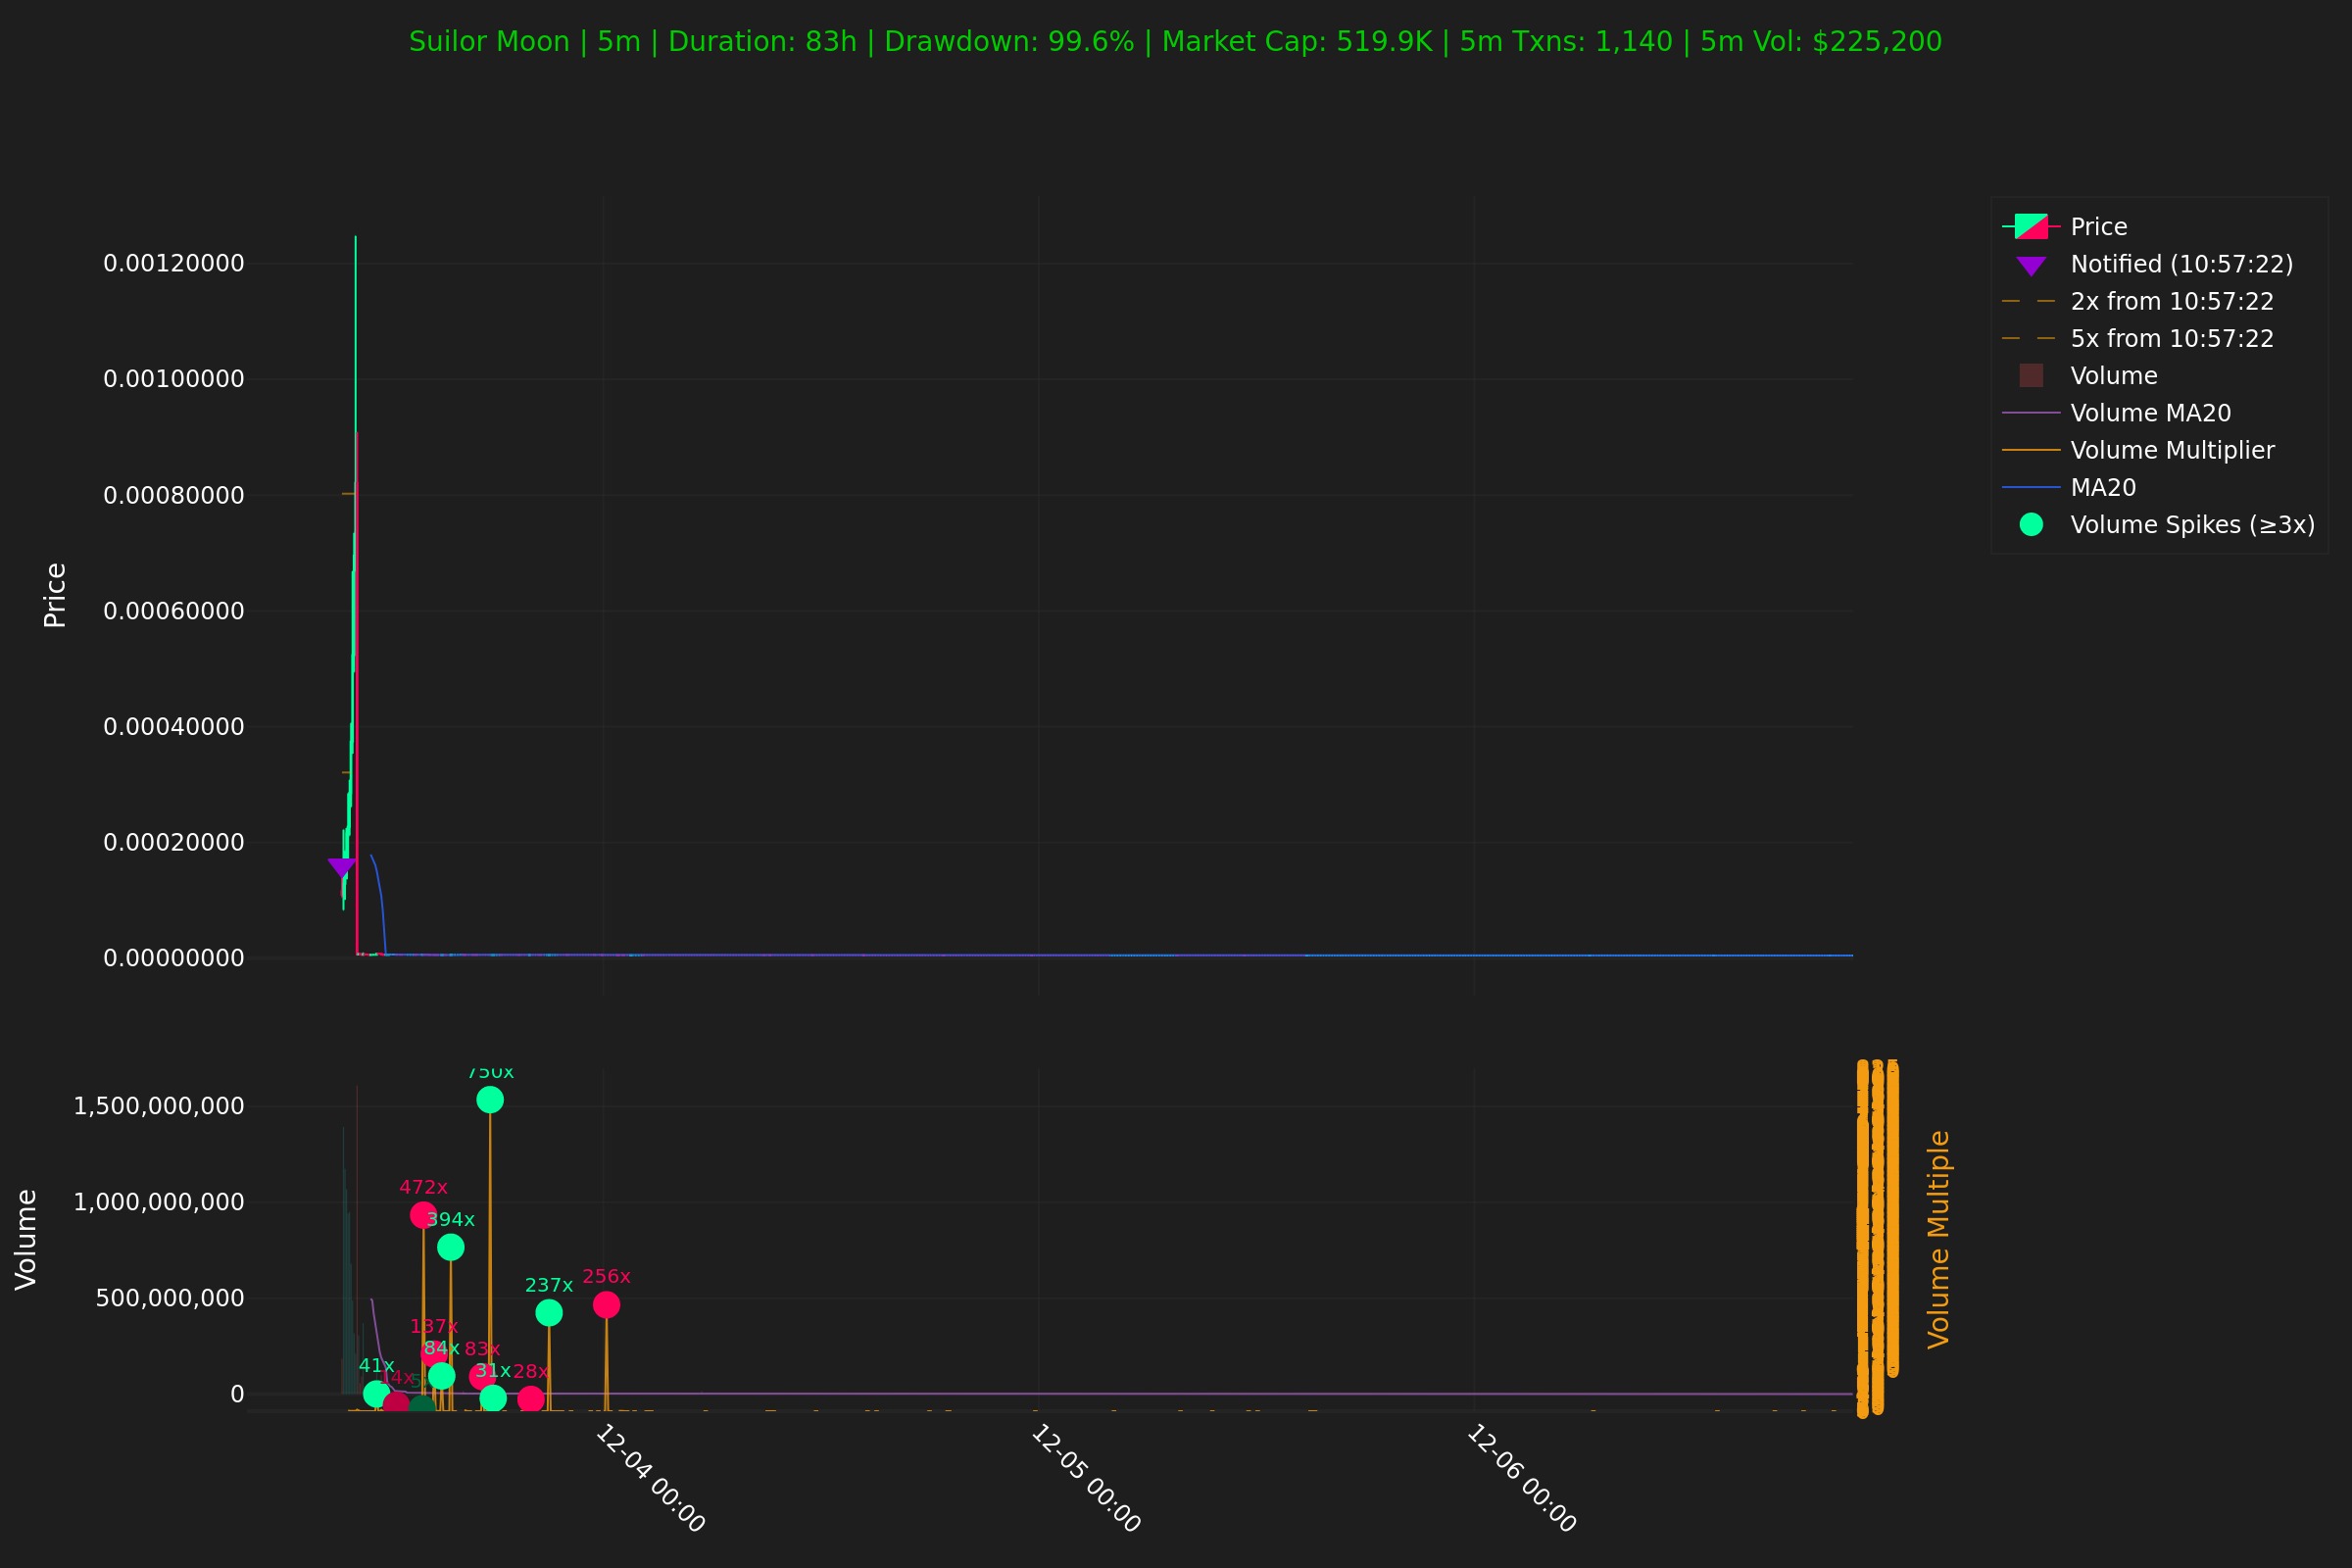 Suilor Moon | 5m | Duration: 83h | Drawdown: 99.6% | Market Cap: 519.9K | 5m Txns: 1,140 | 5m Vol: $225,200
Price
0.00120000
0.00100000
0.00080000
0.00060000
0.00040000
0.00020000
0.00000000
Price
Notified (10:57:22)
2x from 10:57:22
5x from 10:57:22
Volume
Volume MA20
Volume Multiplier
MA20
Volume Spikes (≥3x)
Volume
1,500,000,000
1,000,000,000
500,000,000
0
750x
472x
394x
237x
256x
137x
84x
83x
41x
31x
28x
Volume Multiple
12-04 00:00
12-05 00:00
12-06 00:00